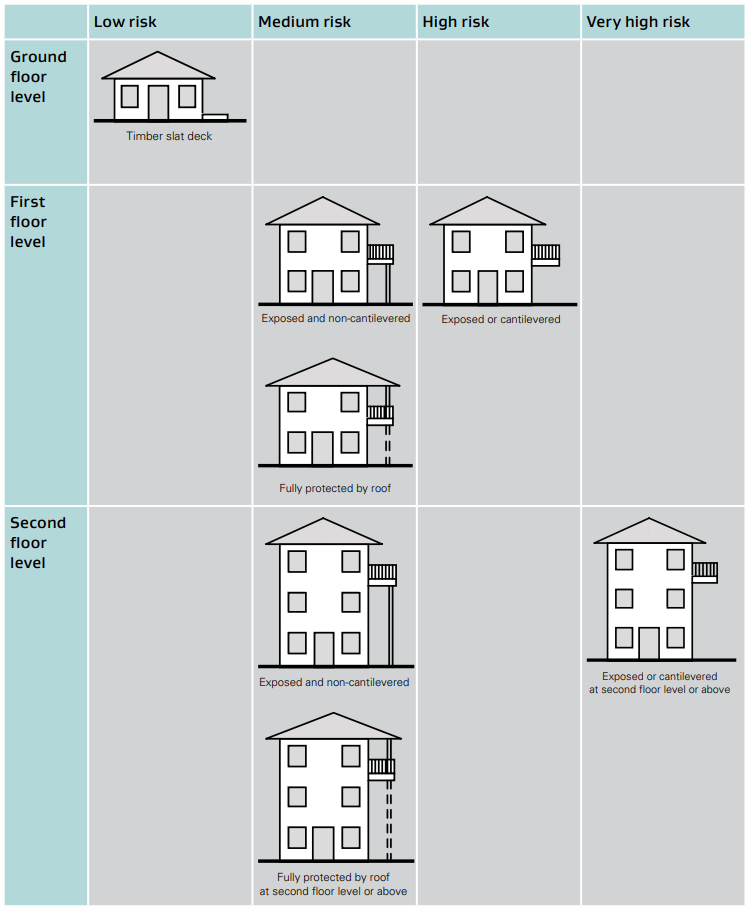 Low risk
Medium risk
High risk
Very high risk
Ground
floor
level
Timber slat deck
First
floor
level
Exposed and non-cantilevered
Exposed or cantilevered
Fully protected by roof
Second
floor
level
Exposed and non-cantilevered
Exposed or cantilevered
at second floor level or above
Fully protected by roof
at second floor level or above